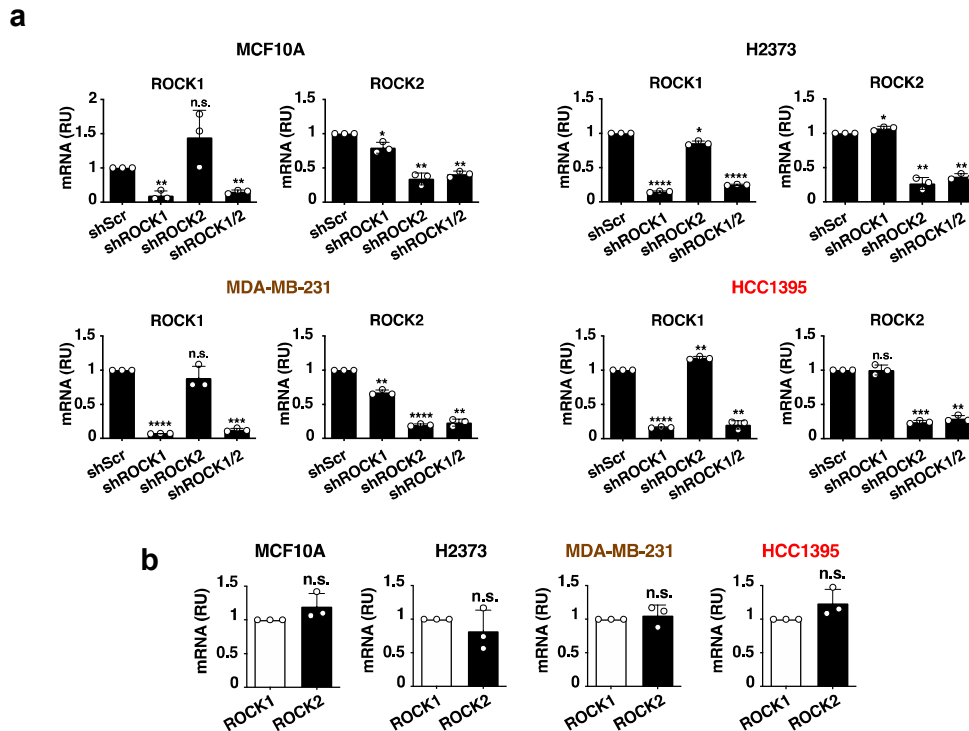 a
MCF10A
H2373
ROCK1
ROCK2
ROCK1
ROCK2
mRNA (RU)
2
1.5
1
0.5
0
**
n.s.
**
shScr
shROCK1
shROCK2
shROCK1/2
mRNA (RU)
1.5
1
0.5
0
*
**
**
shScr
shROCK1
shROCK2
shROCK1/2
mRNA (RU)
1.5
1
0.5
0
****
*
****
shScr
shROCK1
shROCK2
shROCK1/2
mRNA (RU)
1.5
1
0.5
0
*
**
**
shScr
shROCK1
shROCK2
shROCK1/2
MDA-MB-231
HCC1395
ROCK1
ROCK2
ROCK1
ROCK2
mRNA (RU)
1.5
1
0.5
0
****
n.s.
***
shScr
shROCK1
shROCK2
shROCK1/2
mRNA (RU)
1.5
1
0.5
0
**
****
**
shScr
shROCK1
shROCK2
shROCK1/2
mRNA (RU)
1.5
1
0.5
0
****
**
**
shScr
shROCK1
shROCK2
shROCK1/2
mRNA (RU)
1.5
1
0.5
0
n.s.
***
**
shScr
shROCK1
shROCK2
shROCK1/2
b
MCF10A
H2373
MDA-MB-231
HCC1395
mRNA (RU)
1.5
1
0.5
0
n.s.
ROCK1
ROCK2
mRNA (RU)
1.5
1
0.5
0
n.s.
ROCK1
ROCK2
mRNA (RU)
1.5
1
0.5
0
n.s.
ROCK1
ROCK2
mRNA (RU)
1.5
1
0.5
0
n.s.
ROCK1
ROCK2